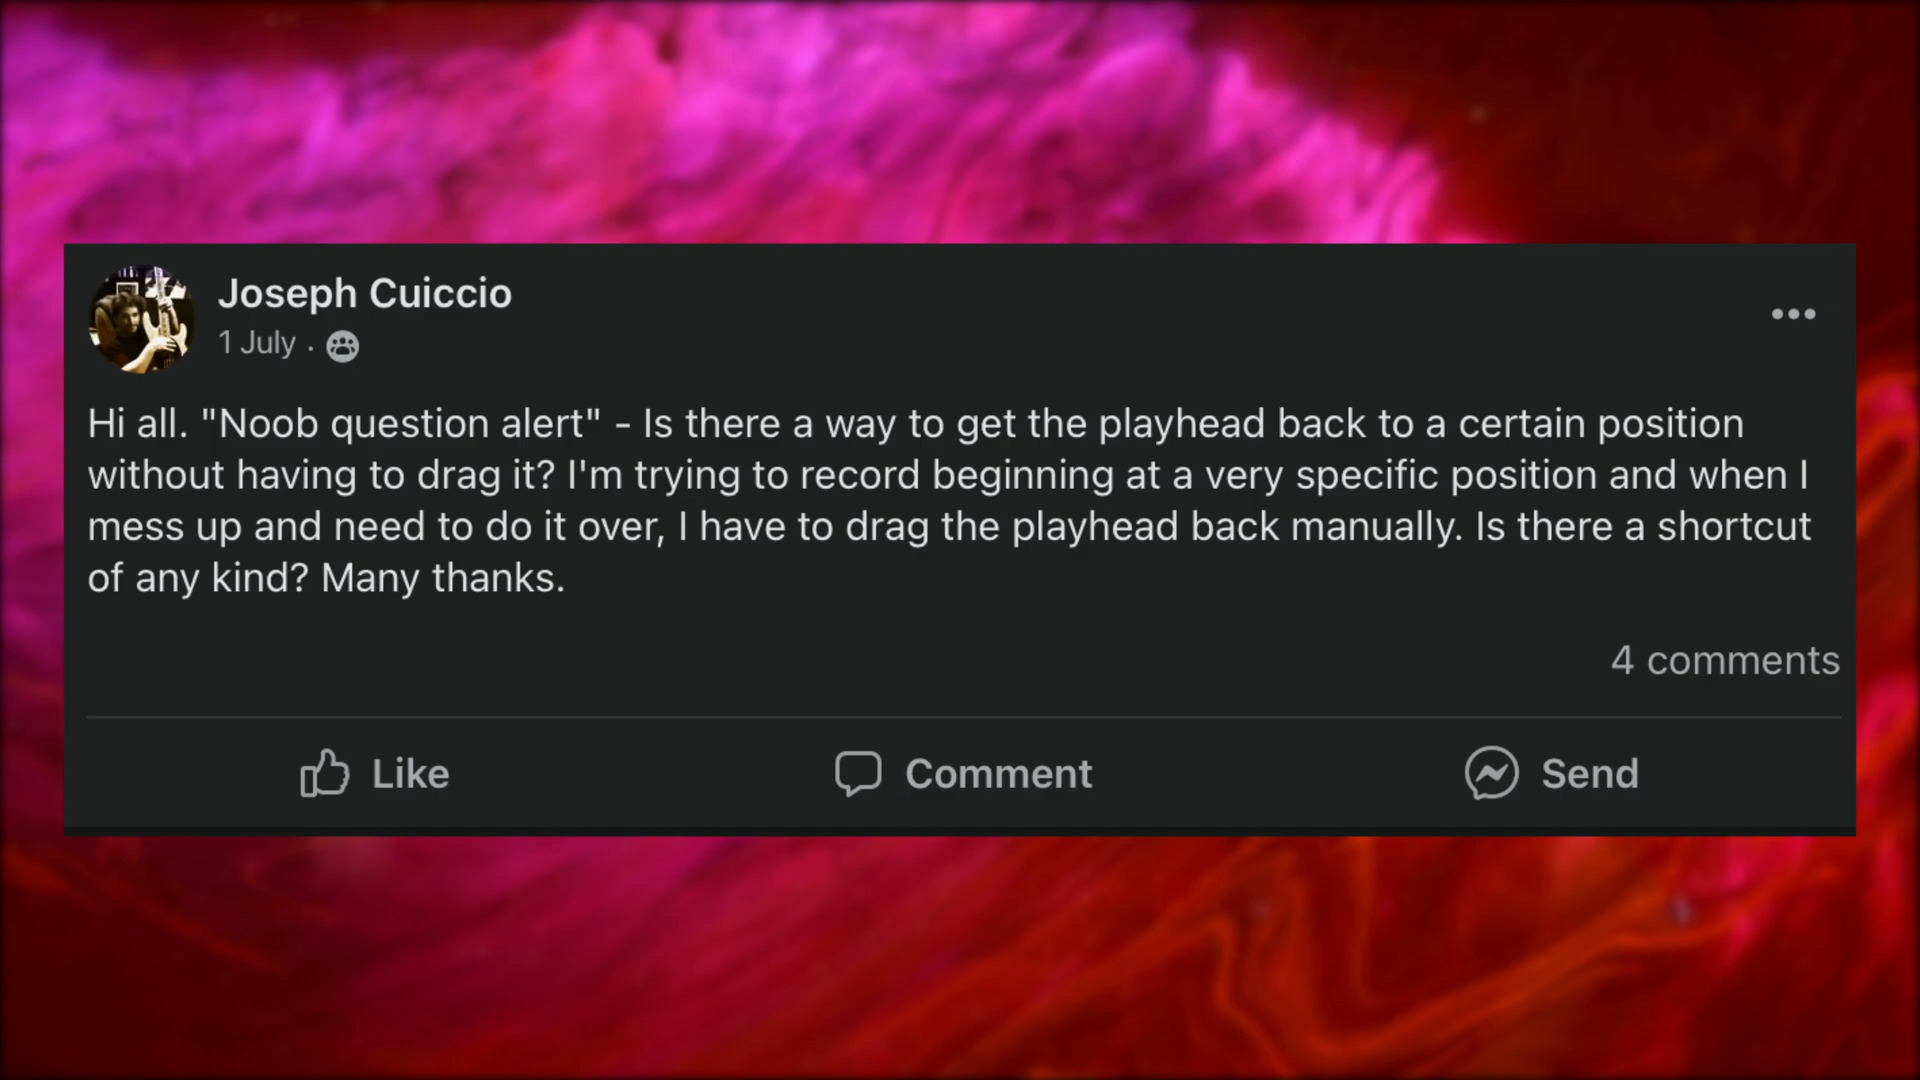 Joseph Cuiccio
1 July ·
Hi all. "Noob question alert" - Is there a way to get the playhead back to a certain position
without having to drag it? I'm trying to record beginning at a very specific position and when I
mess up and need to do it over, I have to drag the playhead back manually. Is there a shortcut
of any kind? Many thanks.
4 comments
Like
Comment
Send